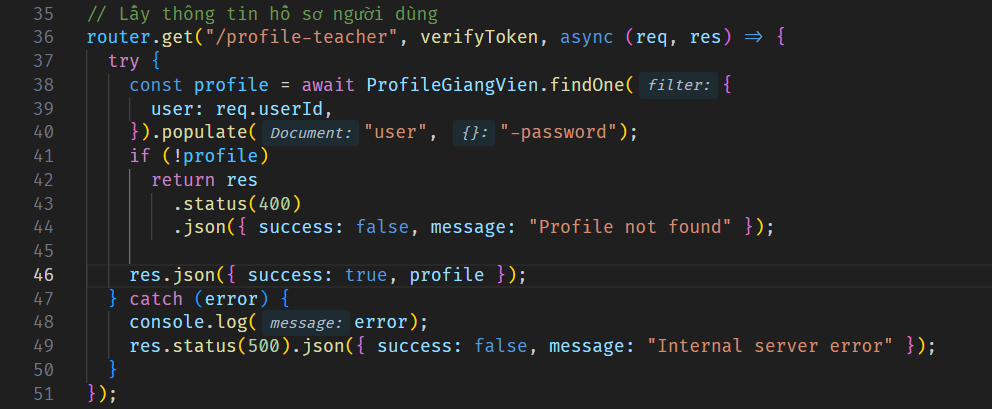 35 // Lấy thông tin hồ sơ người dùng
36 router.get("/profile-teacher", verifyToken, async (req, res) => {
37 try {
38 const profile = await ProfileGiangVien.findOne( filter: {
39 user: req.userId,
40 }).populate( Document: "user", {}: "-password");
41 if (!profile)
42 return res
43 .status(400)
44 .json({ success: false, message: "Profile not found" });
45
46 res.json({ success: true, profile });
47 } catch (error) {
48 console.log( message: error);
49 res.status(500).json({ success: false, message: "Internal server error" });
50 }
51 });